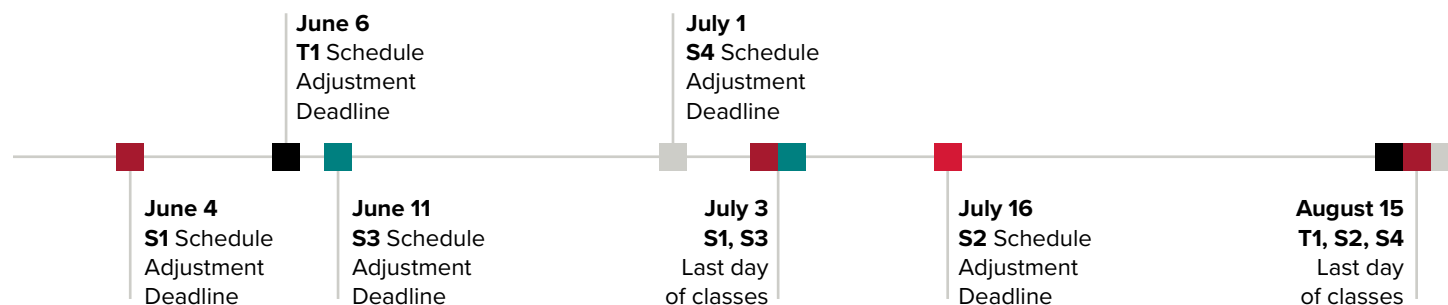 June 6
T1 Schedule
Adjustment
Deadline
July 1
S4 Schedule
Adjustment
Deadline
June 4
S1 Schedule
Adjustment
Deadline
June 11
S3 Schedule
Adjustment
Deadline
July 3
S1, S3
Last day
of classes
July 16
S2 Schedule
Adjustment
Deadline
August 15
T1, S2, S4
Last day
of classes